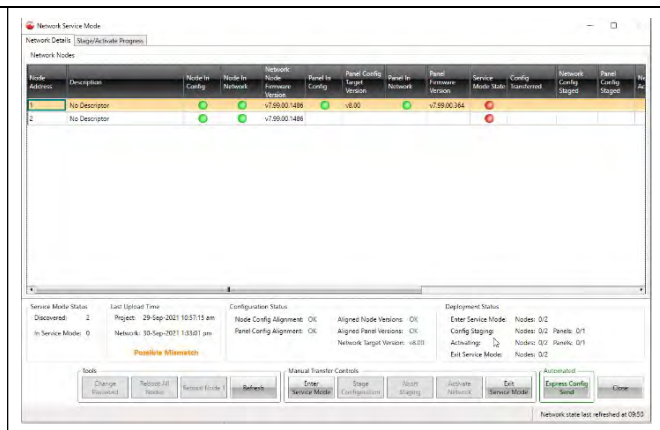 Network Service Mode
Network Details Stage/Activate Progress
Network Nodes
Node Address Description Node In Config Node In Network Network Node Firmware Version Panel In Config Panel Config Target Version Panel In Network Panel Firmware Version Service Mode State Config Transferred Network Config Staged Panel Config Staged
1 No Descriptor v7.99.00.1486 v8.00 v7.99.00.364
2 No Descriptor v7.99.00.1486
Service Mode Status Last Upload Time Configuration Status Deployment Status
Discovered: 2 Project: 29-Sep-2021 10:57:15 am Node Config Alignment: OK Aligned Node Versions: OK Enter Service Mode: Nodes: 0/2
In Service Mode: 0 Network: 30-Sep-2021 1:33:01 pm Panel Config Alignment: OK Aligned Panel Versions: OK Config Staging: Nodes: 0/2 Panels: 0/1
Network Target Version: v8.00 Activating: Nodes: 0/2 Panels: 0/1
Possible Mismatch Exit Service Mode: Nodes: 0/2
Tools Manual Transfer Controls Automated
Change Password Reboot All Nodes Reboot Node 1 Refresh Enter Service Mode Stage Configuration Abort Staging Activate Network Exit Service Mode Express Config Send Close
Network state last refreshed at 09:50